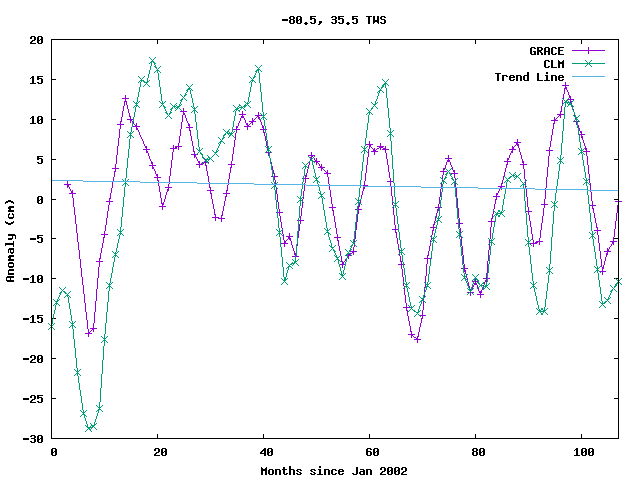 -80.5, 35.5 TWS
GRACE
CLM
Trend Line
20
15
10
5
0
-5
-10
-15
-20
-25
-30
Anomaly (cm)
0 20 40 60 80 100
Months since Jan 2002